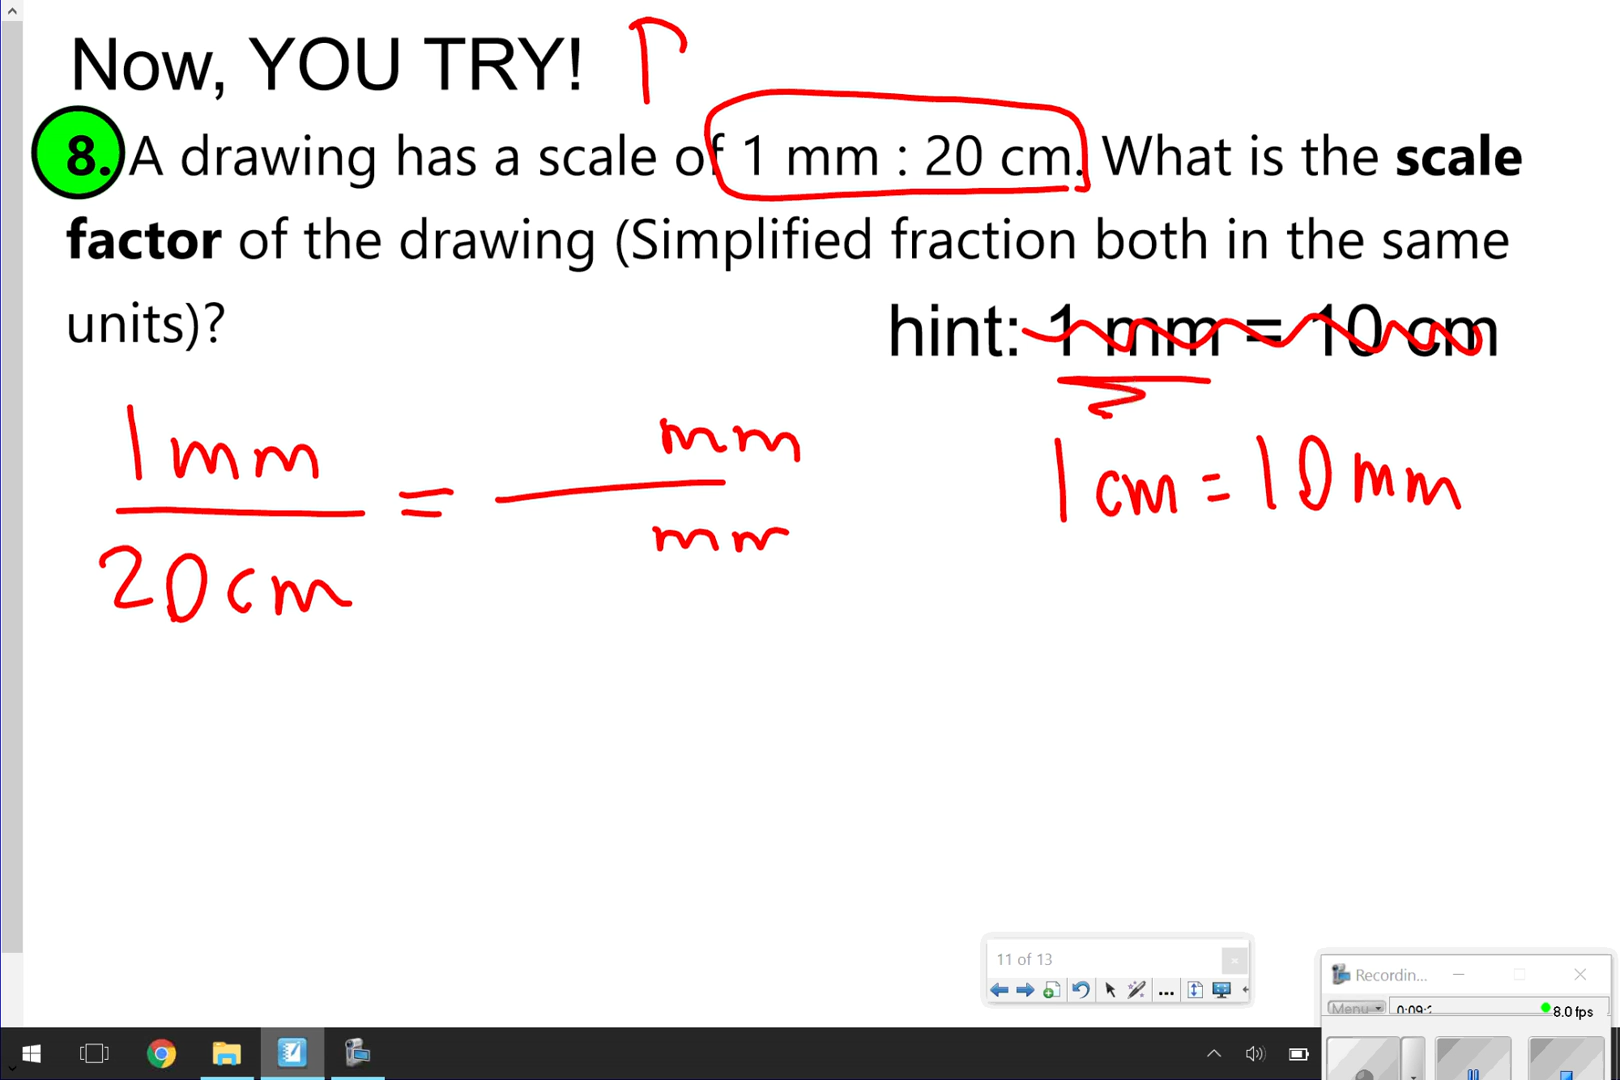 Now, YOU TRY!
8. A drawing has a scale of 1 mm : 20 cm. What is the scale
factor of the drawing (Simplified fraction both in the same
units)?
hint: 1 mm = 10 cm
1 mm
20 cm
=
mm
mm
1 cm = 10 mm
11 of 13
Recordin...
Menu
8.0 fps